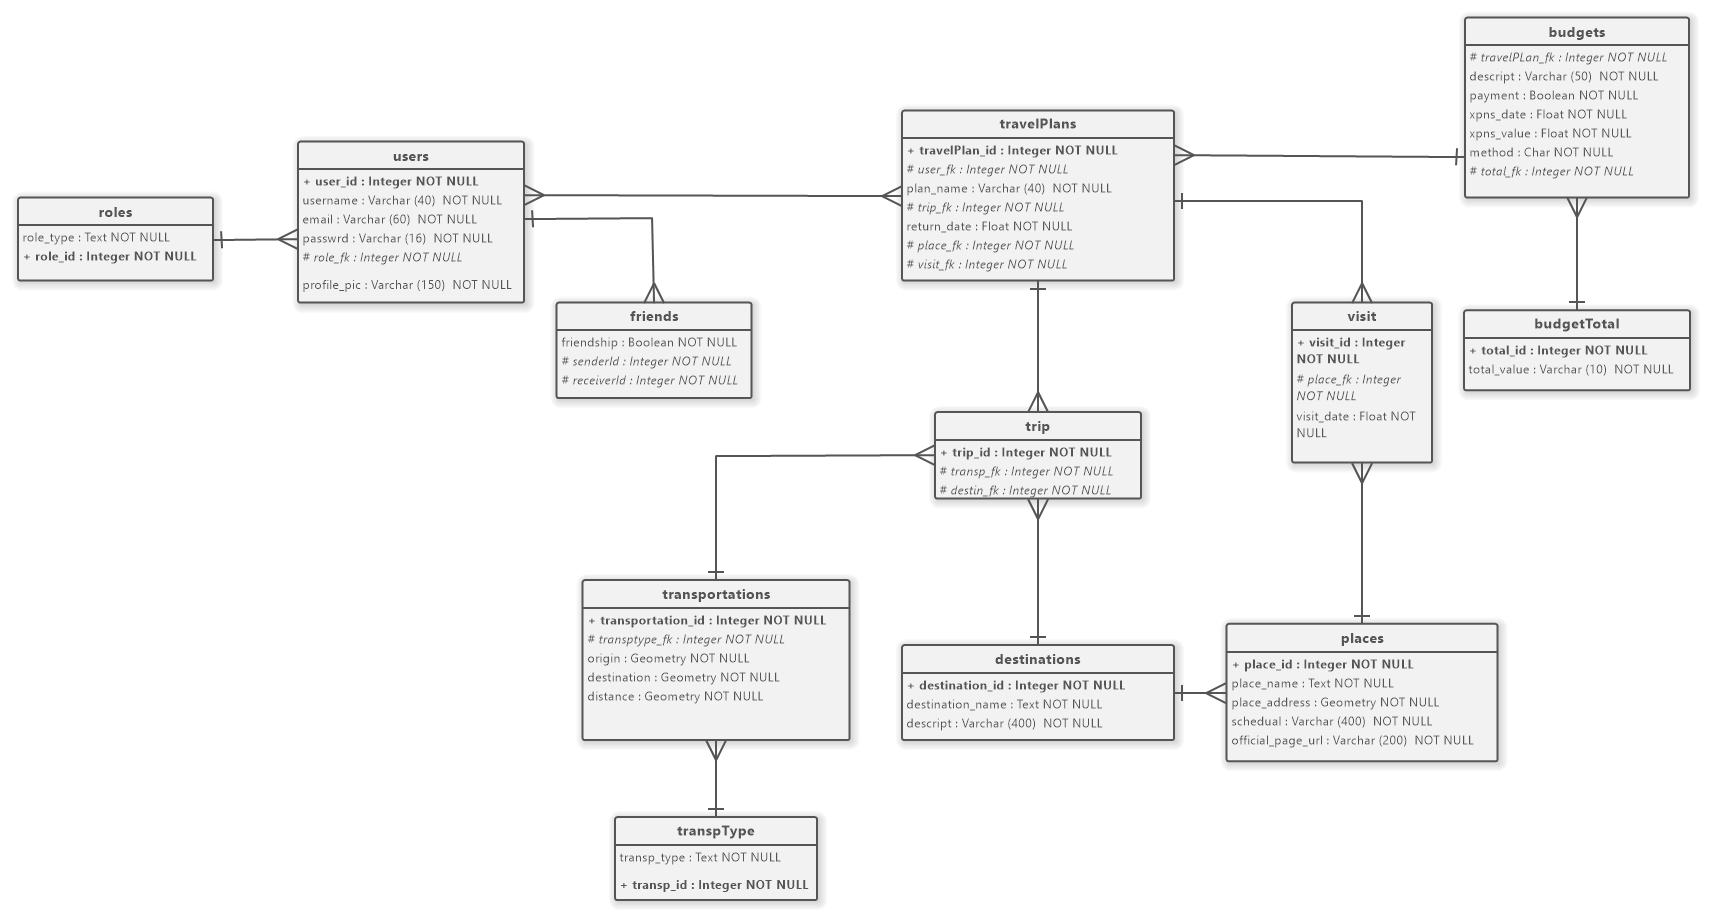 budgets
# travelPLan_fk : Integer NOT NULL
descript : Varchar (50)  NOT NULL
payment : Boolean NOT NULL
xpns_date : Float NOT NULL
xpns_value : Float NOT NULL
method : Char NOT NULL
# total_fk : Integer NOT NULL
travelPlans
+ travelPlan_id : Integer NOT NULL
# user_fk : Integer NOT NULL
plan_name : Varchar (40)  NOT NULL
# trip_fk : Integer NOT NULL
return_date : Float NOT NULL
# place_fk : Integer NOT NULL
# visit_fk : Integer NOT NULL
users
+ user_id : Integer NOT NULL
username : Varchar (40)  NOT NULL
email : Varchar (60)  NOT NULL
passwrd : Varchar (16)  NOT NULL
# role_fk : Integer NOT NULL
profile_pic : Varchar (150)  NOT NULL
roles
role_type : Text NOT NULL
+ role_id : Integer NOT NULL
friends
friendship : Boolean NOT NULL
# senderId : Integer NOT NULL
# receiverId : Integer NOT NULL
visit
+ visit_id : Integer
NOT NULL
# place_fk : Integer
NOT NULL
visit_date : Float NOT
NULL
budgetTotal
+ total_id : Integer NOT NULL
total_value : Varchar (10)  NOT NULL
trip
+ trip_id : Integer NOT NULL
# transp_fk : Integer NOT NULL
# destin_fk : Integer NOT NULL
transportations
+ transportation_id : Integer NOT NULL
# transptype_fk : Integer NOT NULL
origin : Geometry NOT NULL
destination : Geometry NOT NULL
distance : Geometry NOT NULL
destinations
+ destination_id : Integer NOT NULL
destination_name : Text NOT NULL
descript : Varchar (400)  NOT NULL
places
+ place_id : Integer NOT NULL
place_name : Text NOT NULL
place_address : Geometry NOT NULL
schedual : Varchar (400)  NOT NULL
official_page_url : Varchar (200)  NOT NULL
transpType
transp_type : Text NOT NULL
+ transp_id : Integer NOT NULL